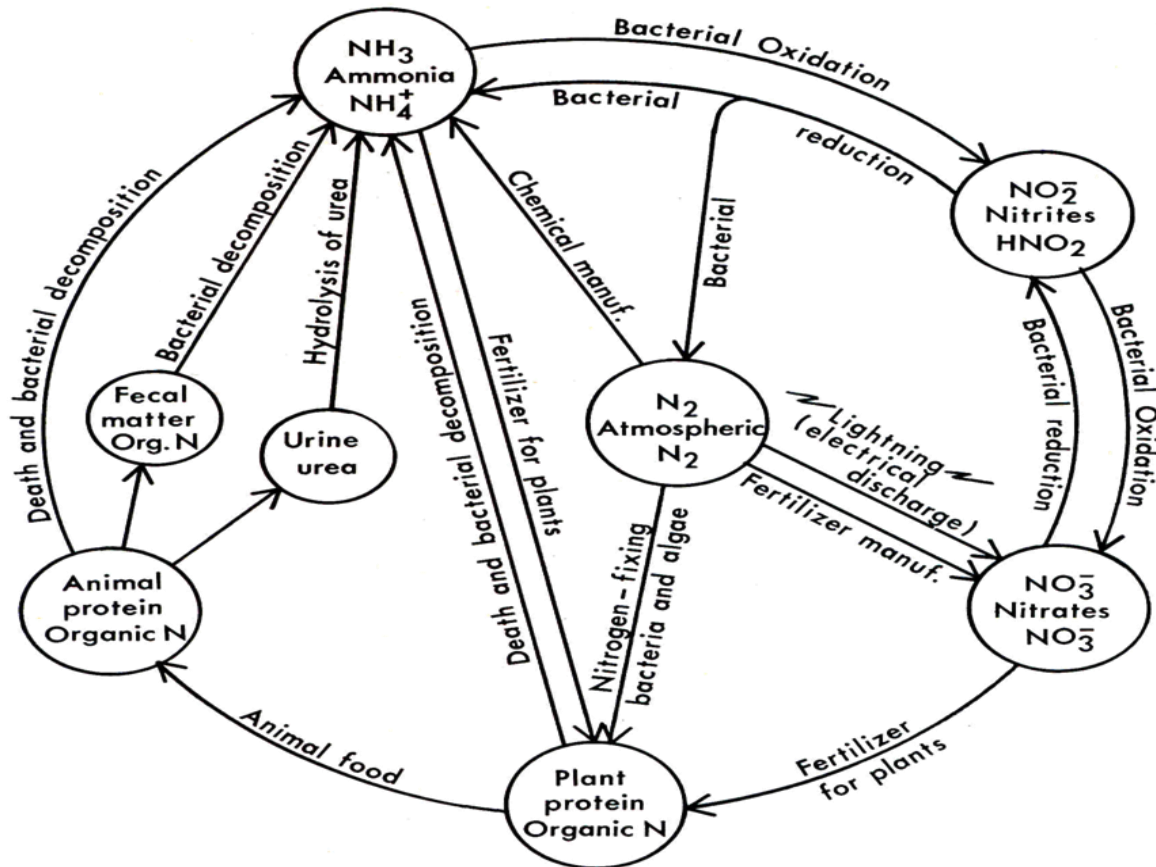 NH3
Ammonia
NH4+
Bacterial Oxidation
Bacterial
reduction
NO2-
Nitrites
HNO2
Death and bacterial decomposition
Bacterial decomposition
Hydrolysis of urea
Chemical manuf.
Bacterial
Death and bacterial decomposition
Fertilizer for plants
Bacterial reduction
Bacterial Oxidation
Fecal
matter
Org. N
Urine
urea
N2
Atmospheric
N2
Lightning
(electrical
discharge)
Fertilizer manuf.
Nitrogen-fixing
bacteria and algae
Animal
protein
Organic N
NO3-
Nitrates
NO3-
Animal food
Fertilizer
for plants
Plant
protein
Organic N